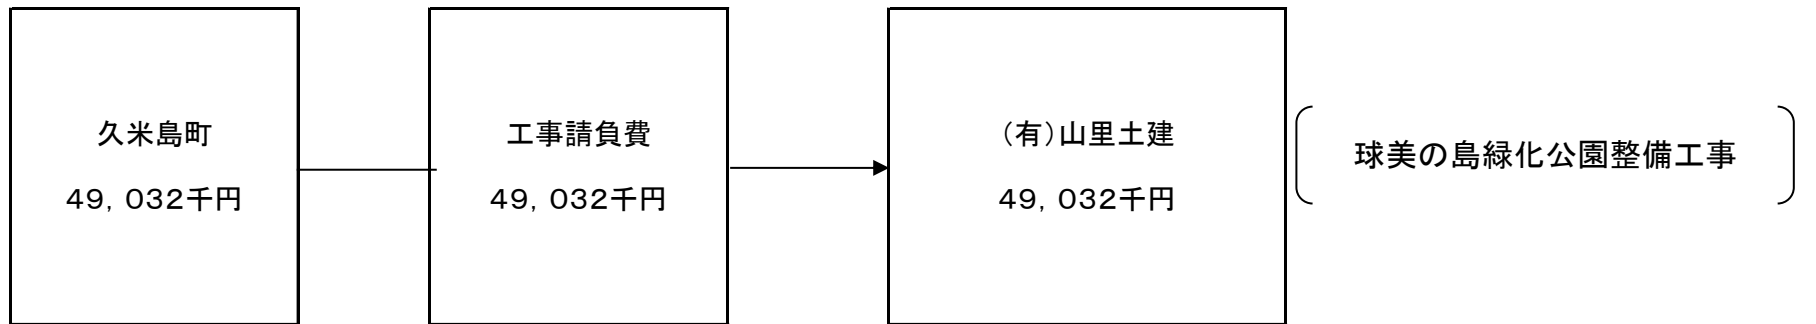 久米島町
49，032千円
工事請負費
49，032千円
（有）山里土建
49，032千円
球美の島緑化公園整備工事